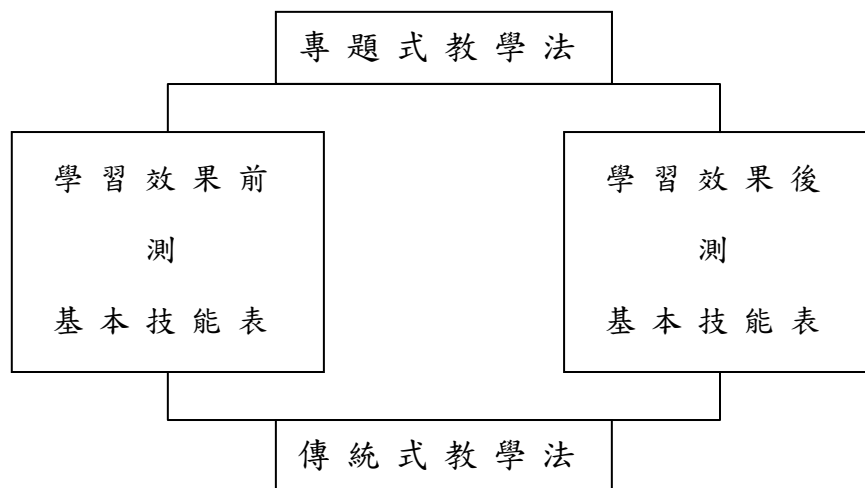 專題式教學法
學習效果前
測
基本技能表
學習效果後
測
基本技能表
傳統式教學法